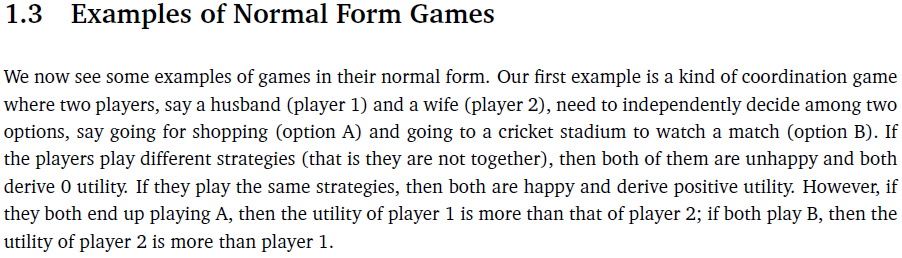 1.3 Examples of Normal Form Games
We now see some examples of games in their normal form. Our first example is a kind of coordination game
where two players, say a husband (player 1) and a wife (player 2), need to independently decide among two
options, say going for shopping (option A) and going to a cricket stadium to watch a match (option B). If
the players play different strategies (that is they are not together), then both of them are unhappy and both
derive 0 utility. If they play the same strategies, then both are happy and derive positive utility. However, if
they both end up playing A, then the utility of player 1 is more than that of player 2; if both play B, then the
utility of player 2 is more than player 1.